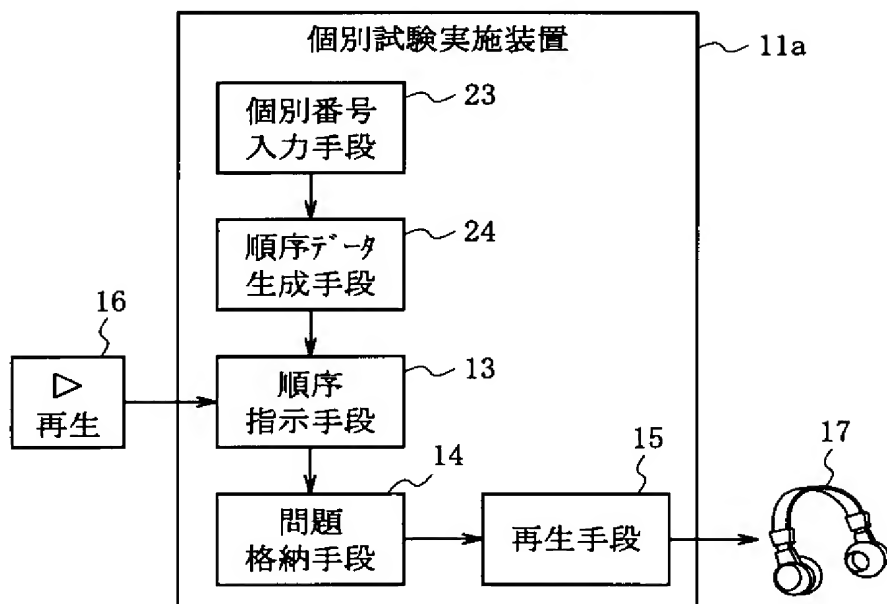 個別試験実施装置
11a
個別番号
入力手段
23
順序データ
生成手段
24
16
▷
再生
順序
指示手段
13
問題
格納手段
14
再生手段
15
17